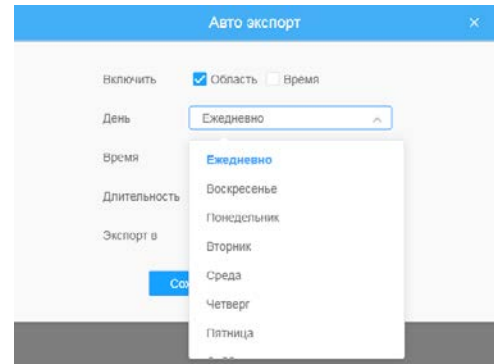 Авто экспорт
Включить Область Время
День Ежедневно
Время Ежедневно
Воскресенье
Длительность
Понедельник
Экспорт в
Вторник
Среда
Четверг
Пятница